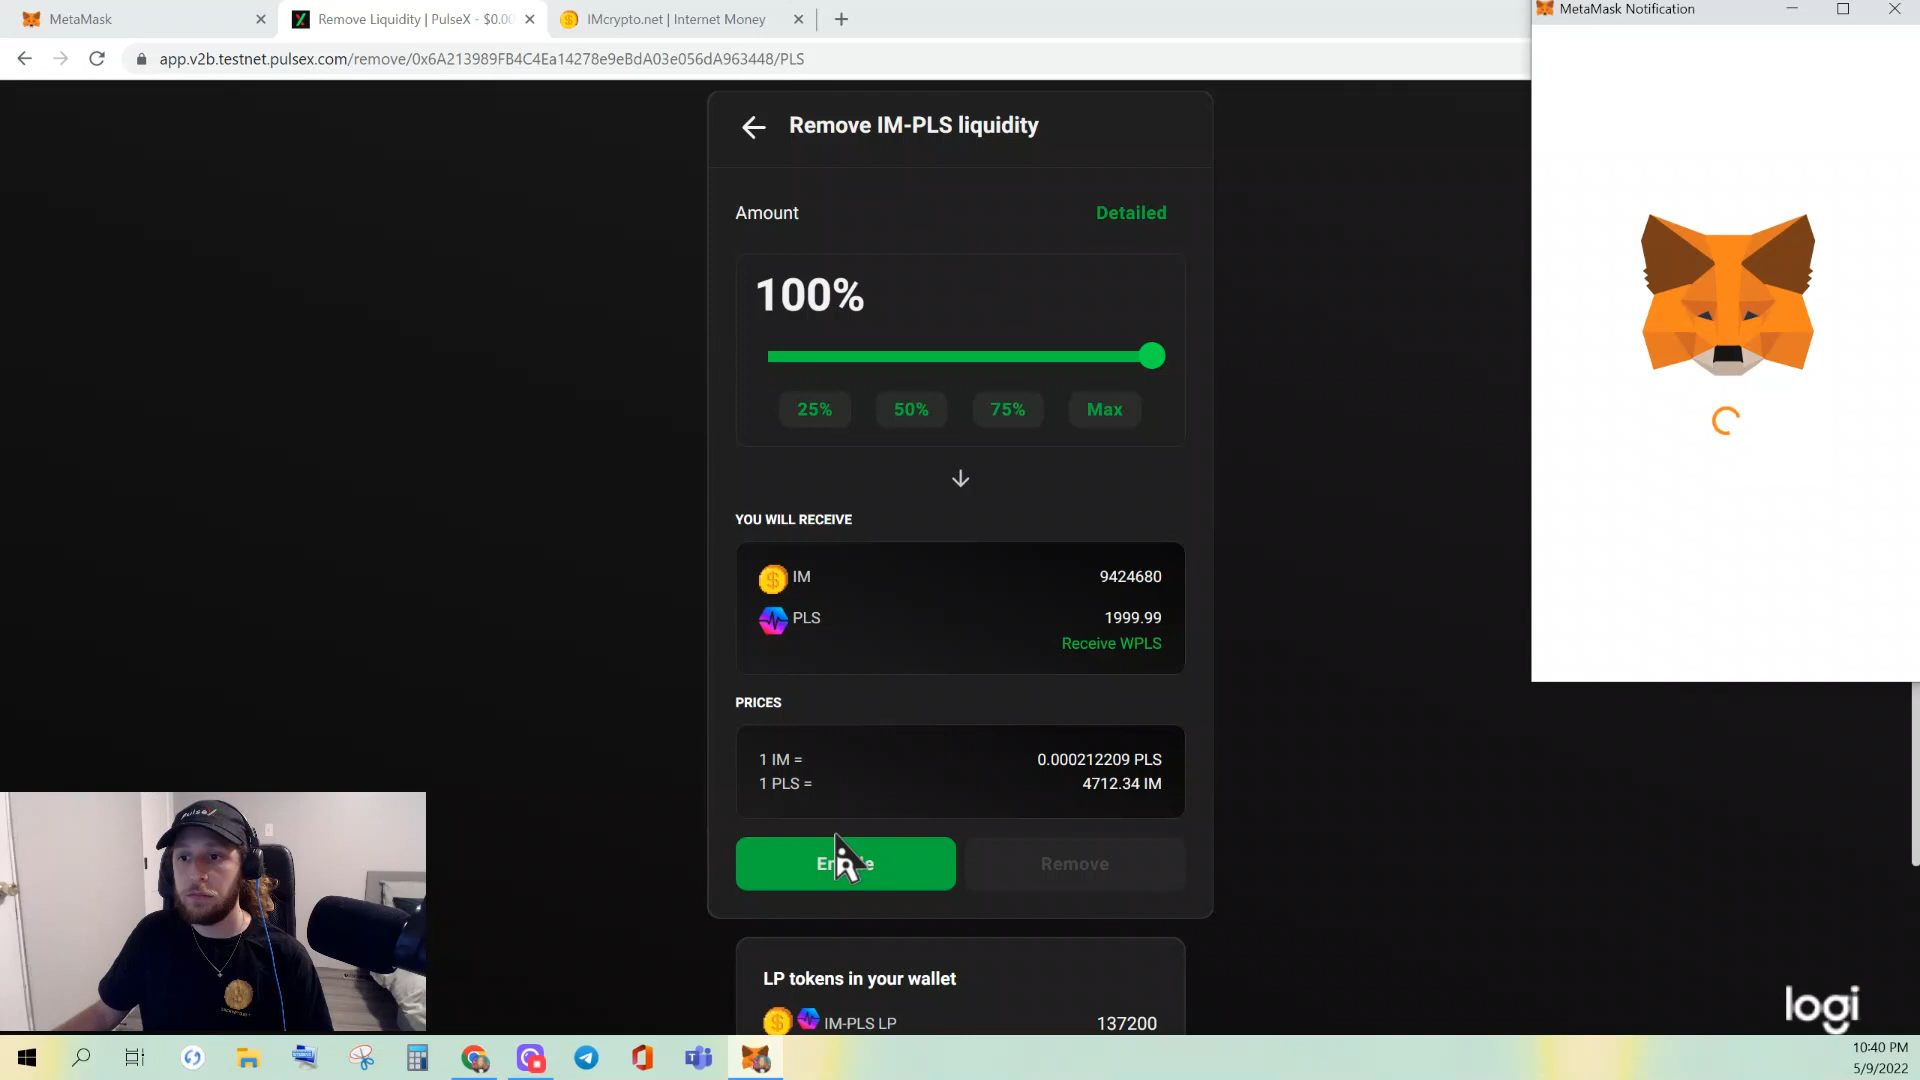 MetaMask
Remove Liquidity | PulseX - $0.00
IMcrypto.net | Internet Money
MetaMask Notification
app.v2b.testnet.pulsex.com/remove/0x6A213989FB4C4Ea14278e9eBdA03e056dA963448/PLS
Remove IM-PLS liquidity
Amount
Detailed
100%
25%
50%
75%
Max
YOU WILL RECEIVE
IM
9424680
PLS
1999.99
Receive WPLS
PRICES
1 IM =
0.000212209 PLS
1 PLS =
4712.34 IM
Remove
LP tokens in your wallet
IM-PLS LP
137200
PulseX
logi
10:40 PM
5/9/2022